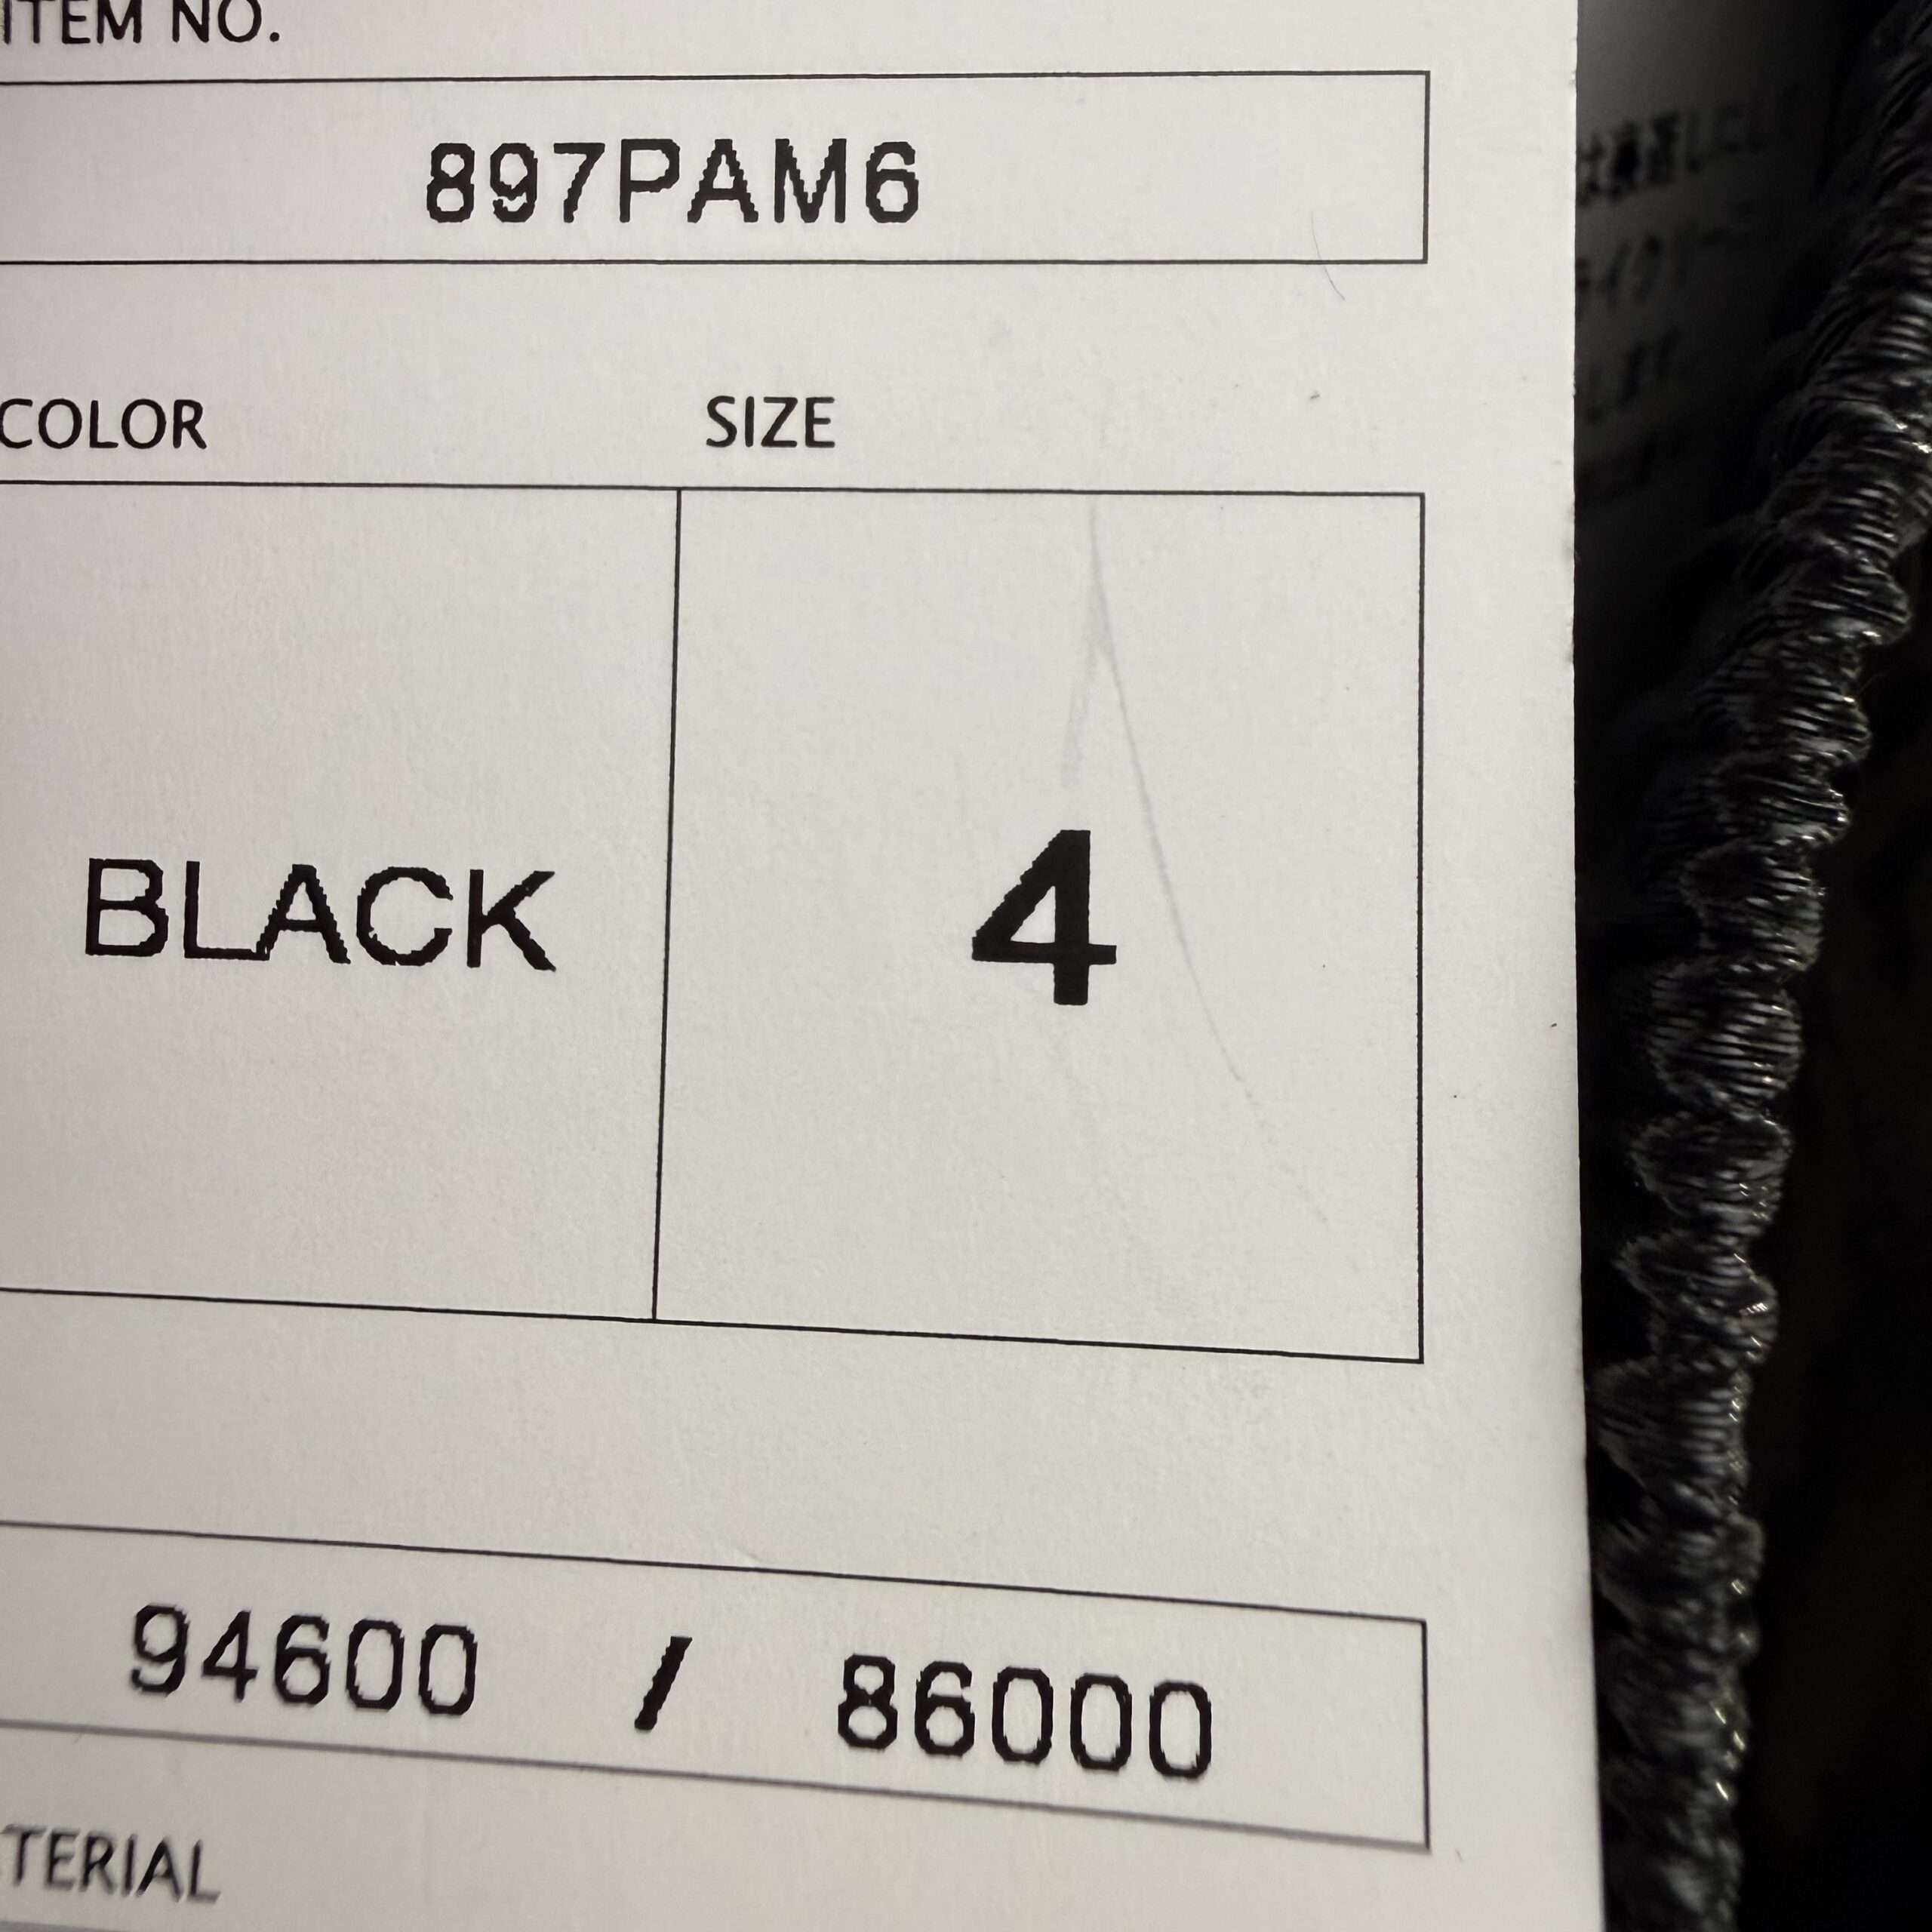 ITEM NO.
897PAM6
COLOR
SIZE
BLACK
4
94600 / 86000
TERIAL